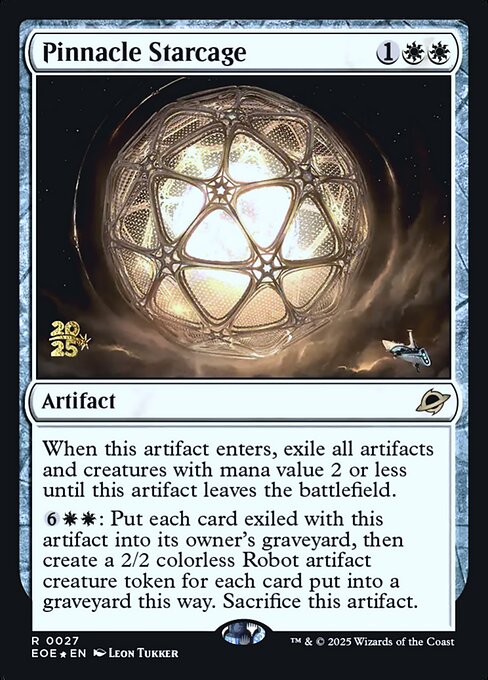 Pinnacle Starcage 1
20
25
Artifact
When this artifact enters, exile all artifacts
and creatures with mana value 2 or less
until this artifact leaves the battlefield.
6: Put each card exiled with this
artifact into its owner's graveyard, then
create a 2/2 colorless Robot artifact
creature token for each card put into a
graveyard this way. Sacrifice this artifact.
R 0027
EOE★EN Leon Tukker
™ & © 2025 Wizards of the Coast